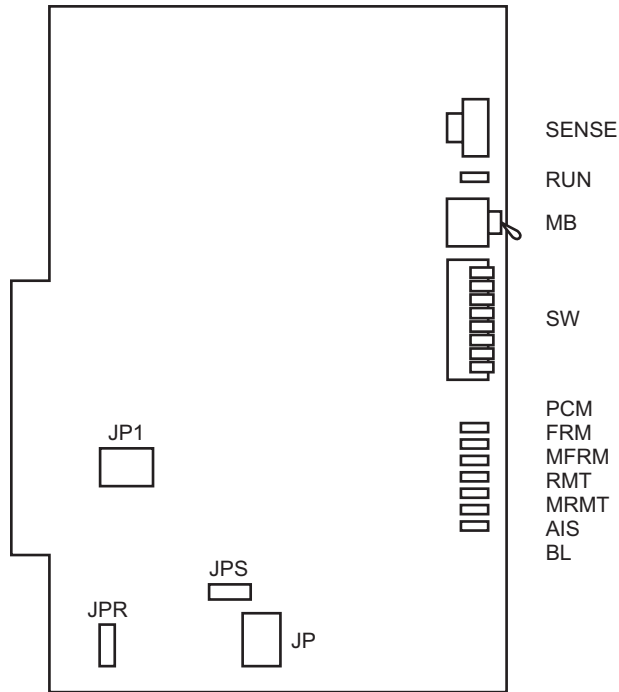 SENSE
RUN
MB
SW
PCM
FRM
MFRM
RMT
MRMT
AIS
BL
JP1
JPS
JPR
JP